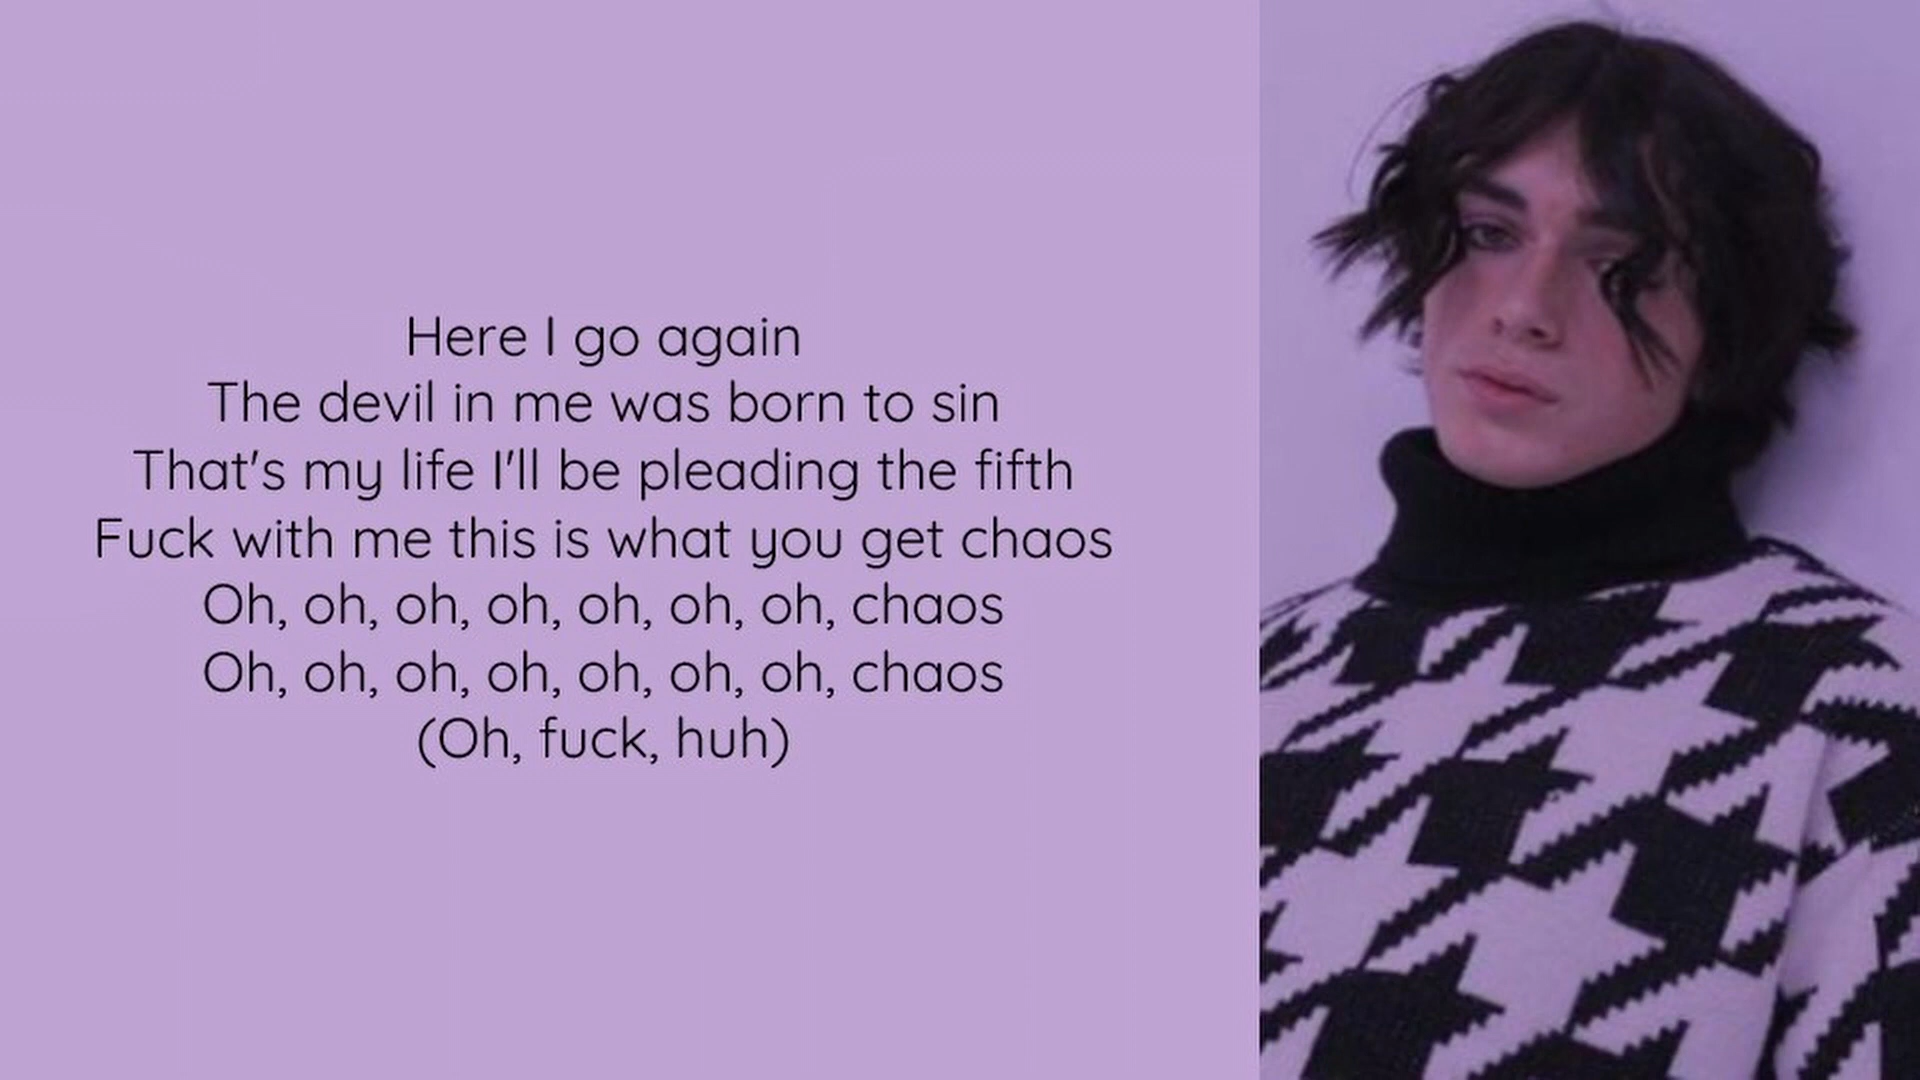 Here I go again
The devil in me was born to sin
That's my life I'll be pleading the fifth
Fuck with me this is what you get chaos
Oh, oh, oh, oh, oh, oh, oh, chaos
Oh, oh, oh, oh, oh, oh, oh, chaos
(Oh, fuck, huh)